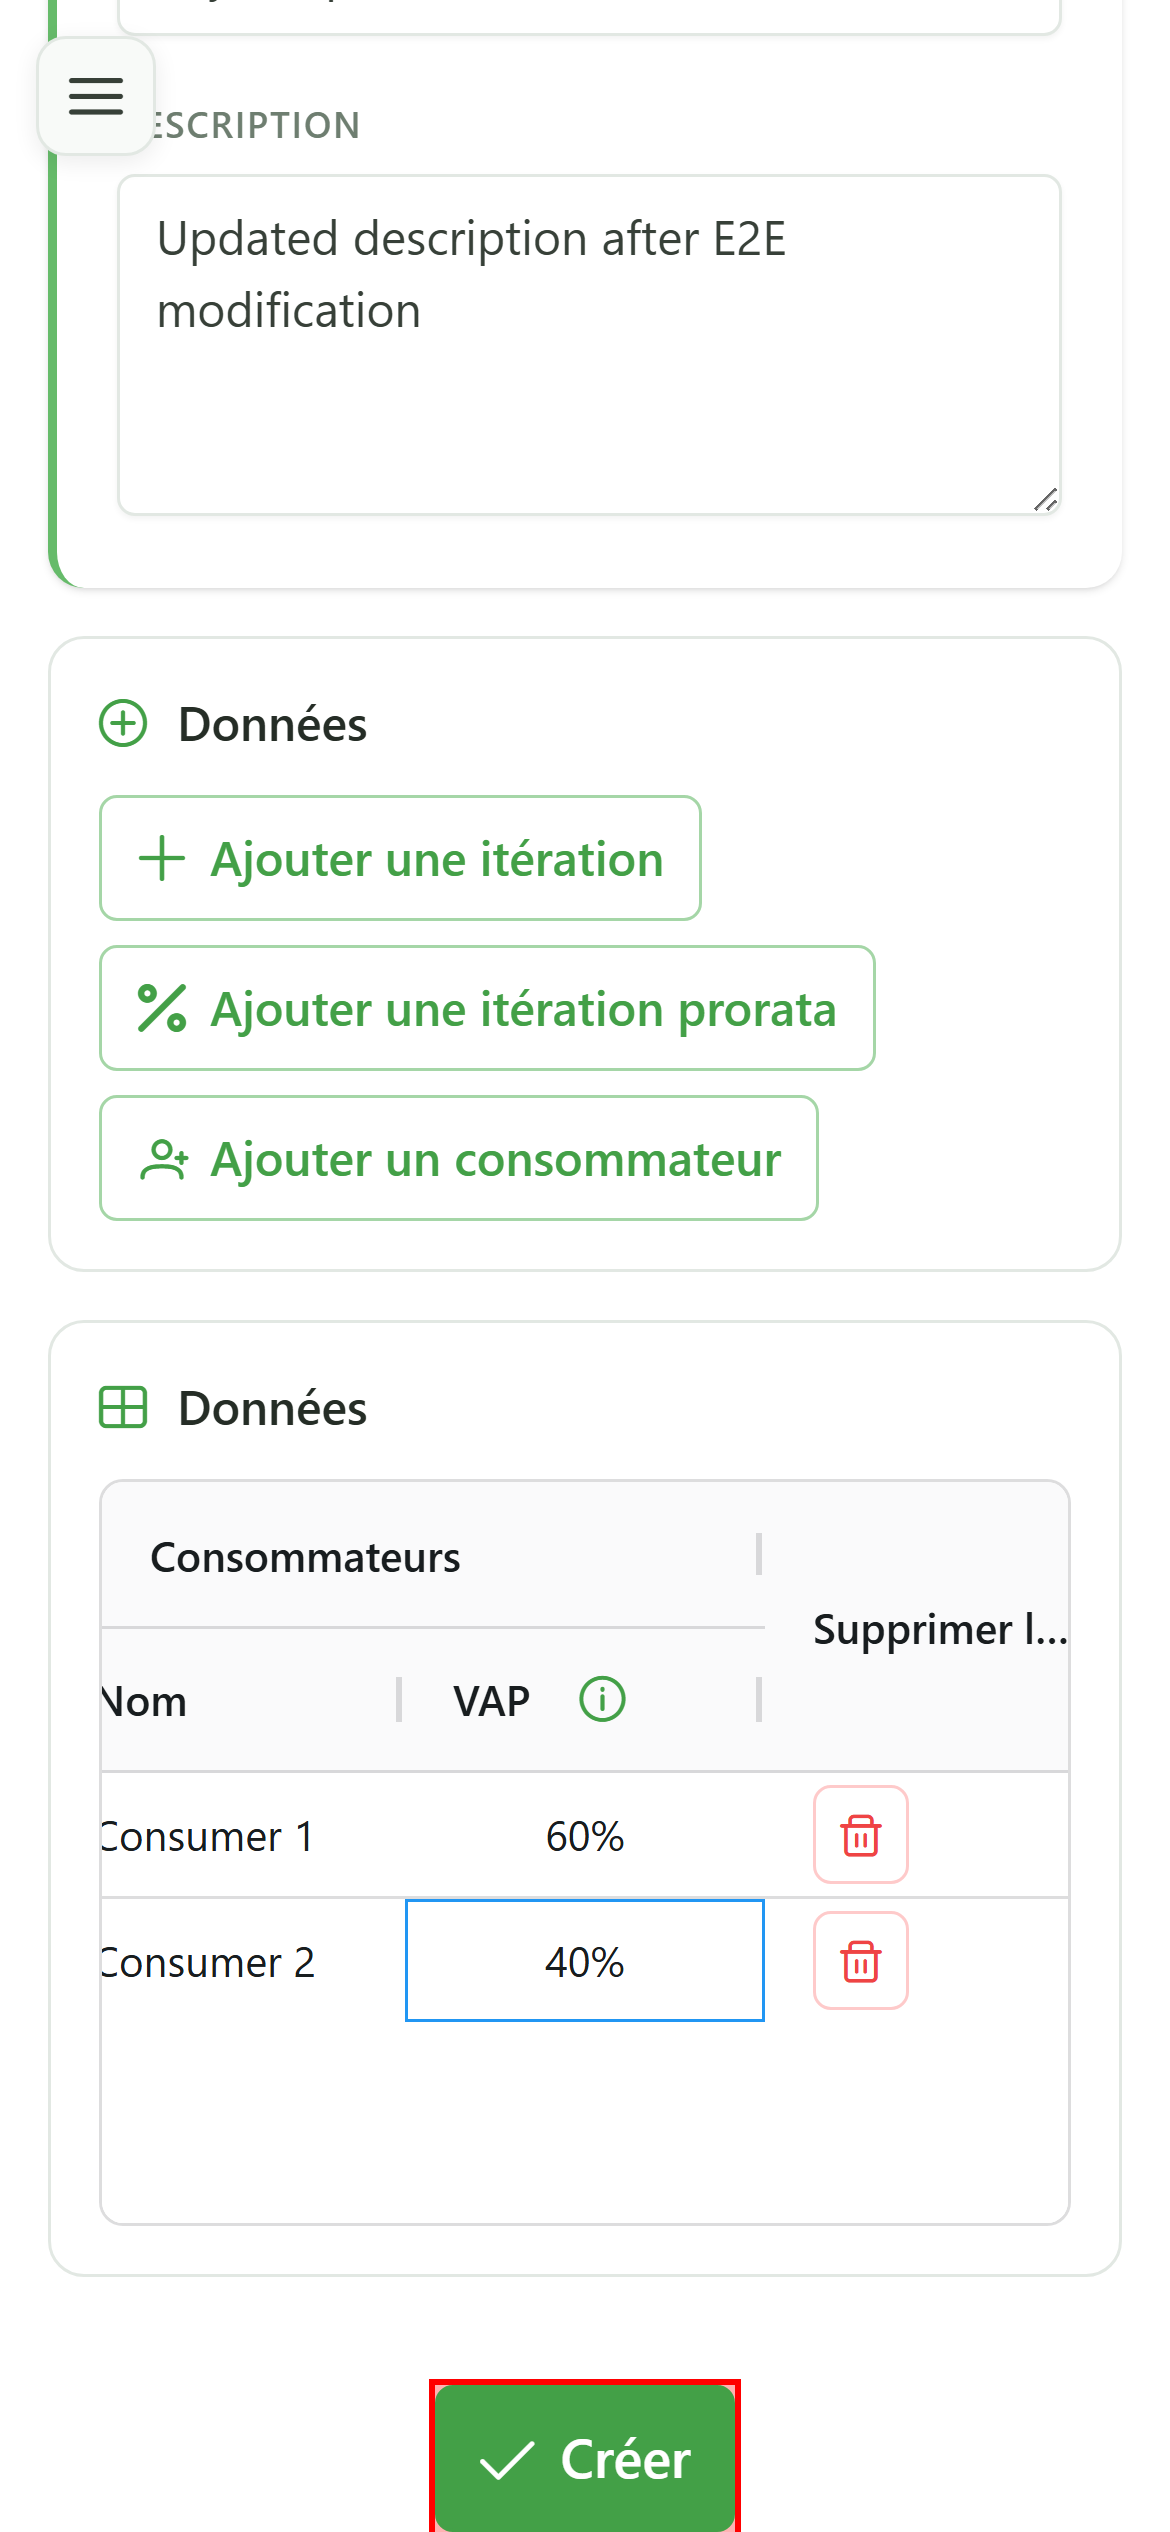 ESCRIPTION
Updated description after E2E
modification
Données
Ajouter une itération
Ajouter une itération prorata
Ajouter un consommateur
Données
Consommateurs
Supprimer l...
Nom
VAP
Consumer 1
60%
Consumer 2
40%
Créer